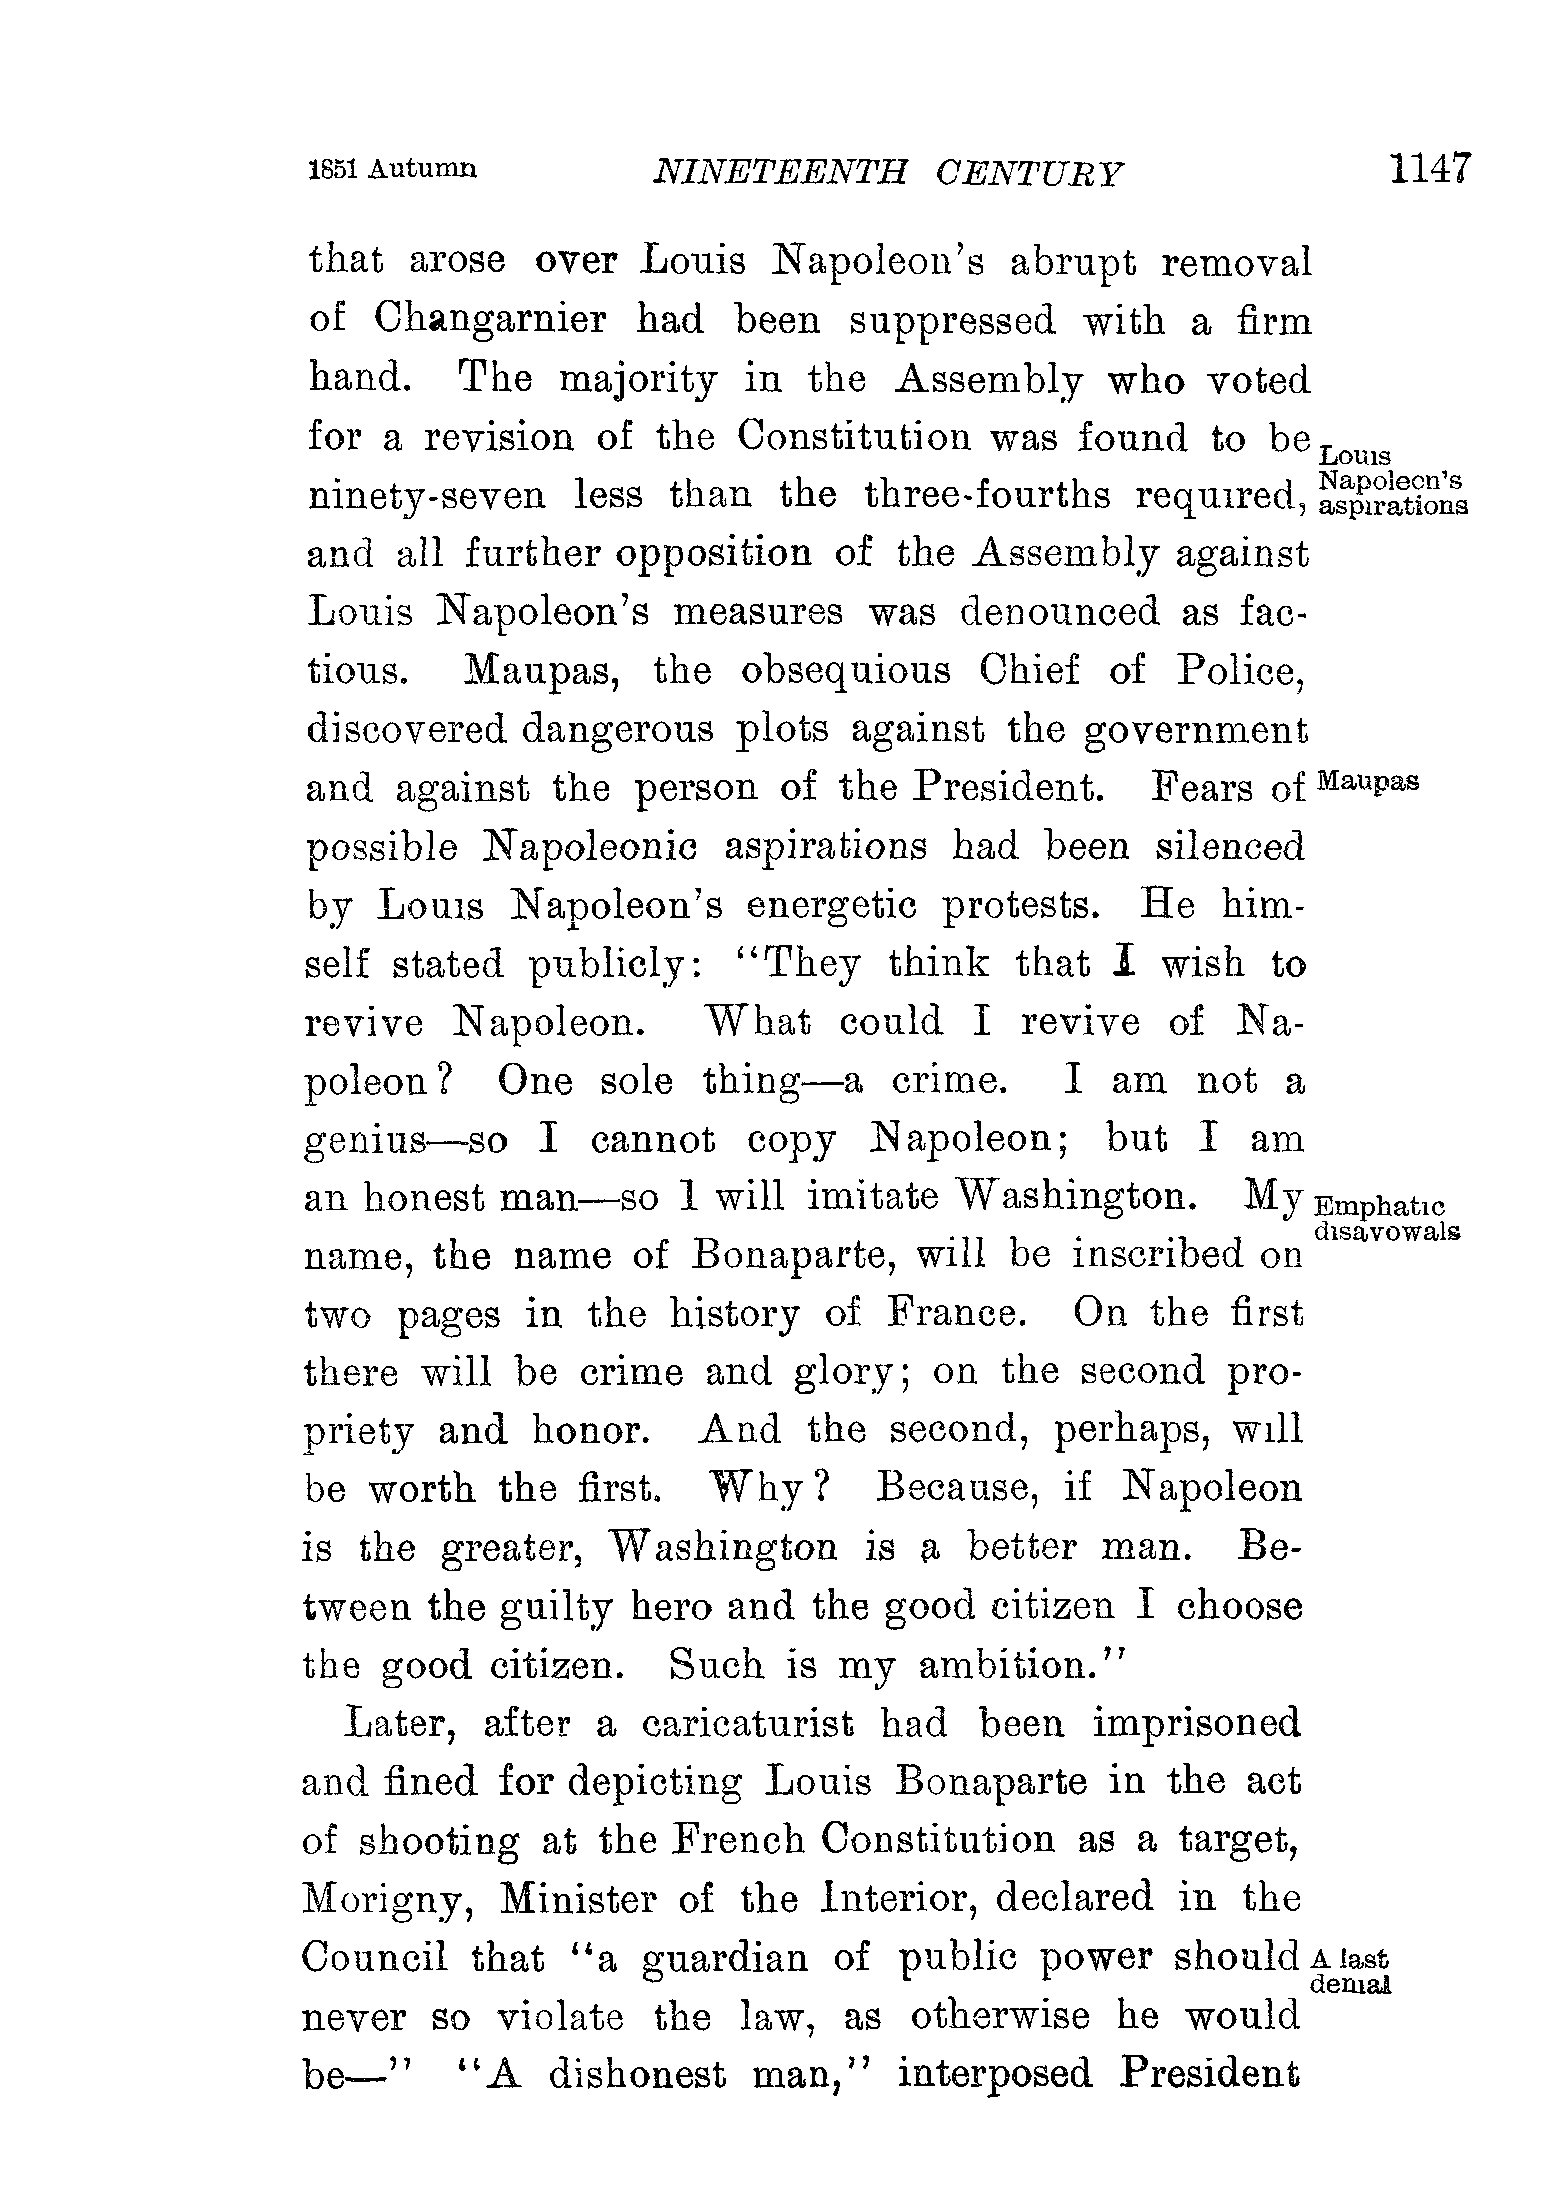 1851 Autumn NINETEENTH CENTURY 1147
that arose over Louis Napoleon's abrupt removal
of Changarnier had been suppressed with a firm
hand. The majority in the Assembly who voted
for a revision of the Constitution was found to be
Louis
Napoleon's
aspirations
ninety-seven less than the three-fourths required,
and all further opposition of the Assembly against
Louis Napoleon's measures was denounced as fac-
tious. Maupas, the obsequious Chief of Police,
discovered dangerous plots against the government
and against the person of the President. Fears of
Maupas
possible Napoleonic aspirations had been silenced
by Louis Napoleon's energetic protests. He him-
self stated publicly: "They think that I wish to
revive Napoleon. What could I revive of Na-
poleon? One sole thing—a crime. I am not a
genius—so I cannot copy Napoleon; but I am
an honest man—so I will imitate Washington. My
Emphatic
disavowals
name, the name of Bonaparte, will be inscribed on
two pages in the history of France. On the first
there will be crime and glory; on the second pro-
priety and honor. And the second, perhaps, will
be worth the first. Why? Because, if Napoleon
is the greater, Washington is a better man. Be-
tween the guilty hero and the good citizen I choose
the good citizen. Such is my ambition."
Later, after a caricaturist had been imprisoned
and fined for depicting Louis Bonaparte in the act
of shooting at the French Constitution as a target,
Morigny, Minister of the Interior, declared in the
Council that "a guardian of public power should
A last
denial
never so violate the law, as otherwise he would
be—" "A dishonest man," interposed President